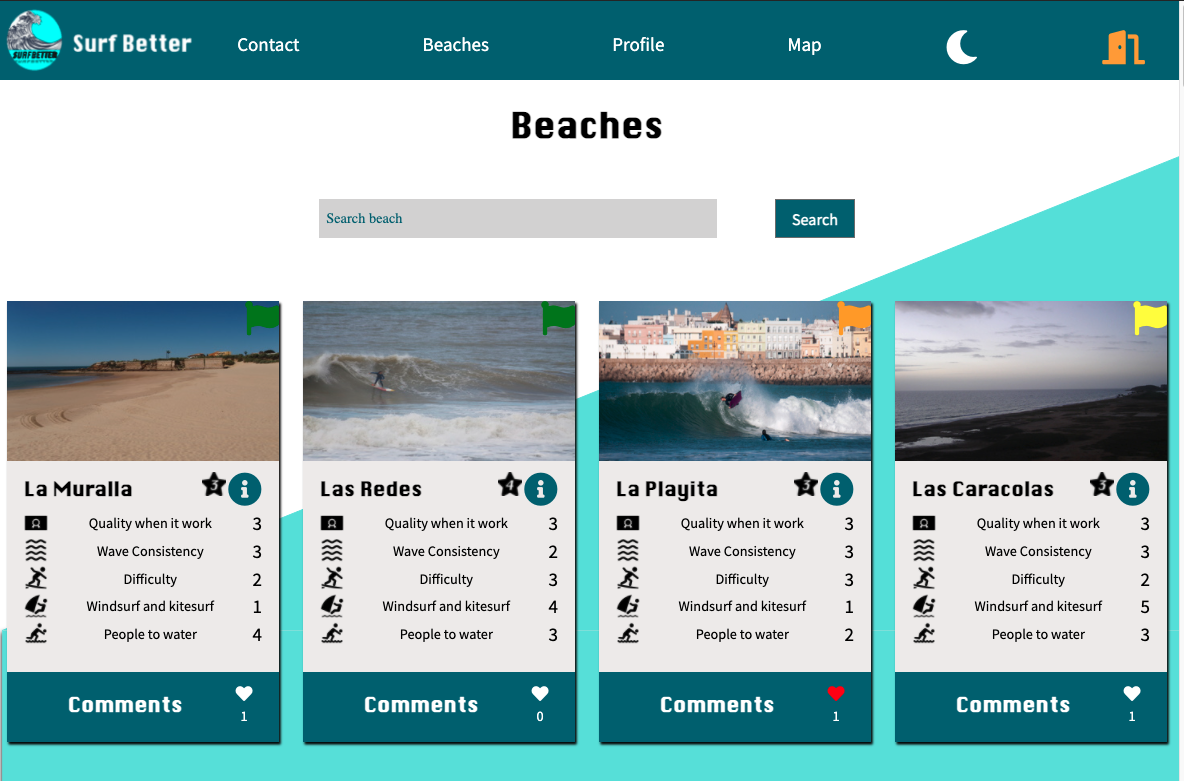 SURF BETTER
Surf Better
Contact
Beaches
Profile
Map
Beaches
Search beach
Search
La Muralla
3
Quality when it work 3
Wave Consistency 3
Difficulty 2
Windsurf and kitesurf 1
People to water 4
Comments
1
Las Redes
4
Quality when it work 3
Wave Consistency 2
Difficulty 3
Windsurf and kitesurf 4
People to water 3
Comments
0
La Playita
3
Quality when it work 3
Wave Consistency 3
Difficulty 3
Windsurf and kitesurf 1
People to water 2
Comments
1
Las Caracolas
3
Quality when it work 3
Wave Consistency 3
Difficulty 2
Windsurf and kitesurf 5
People to water 3
Comments
1